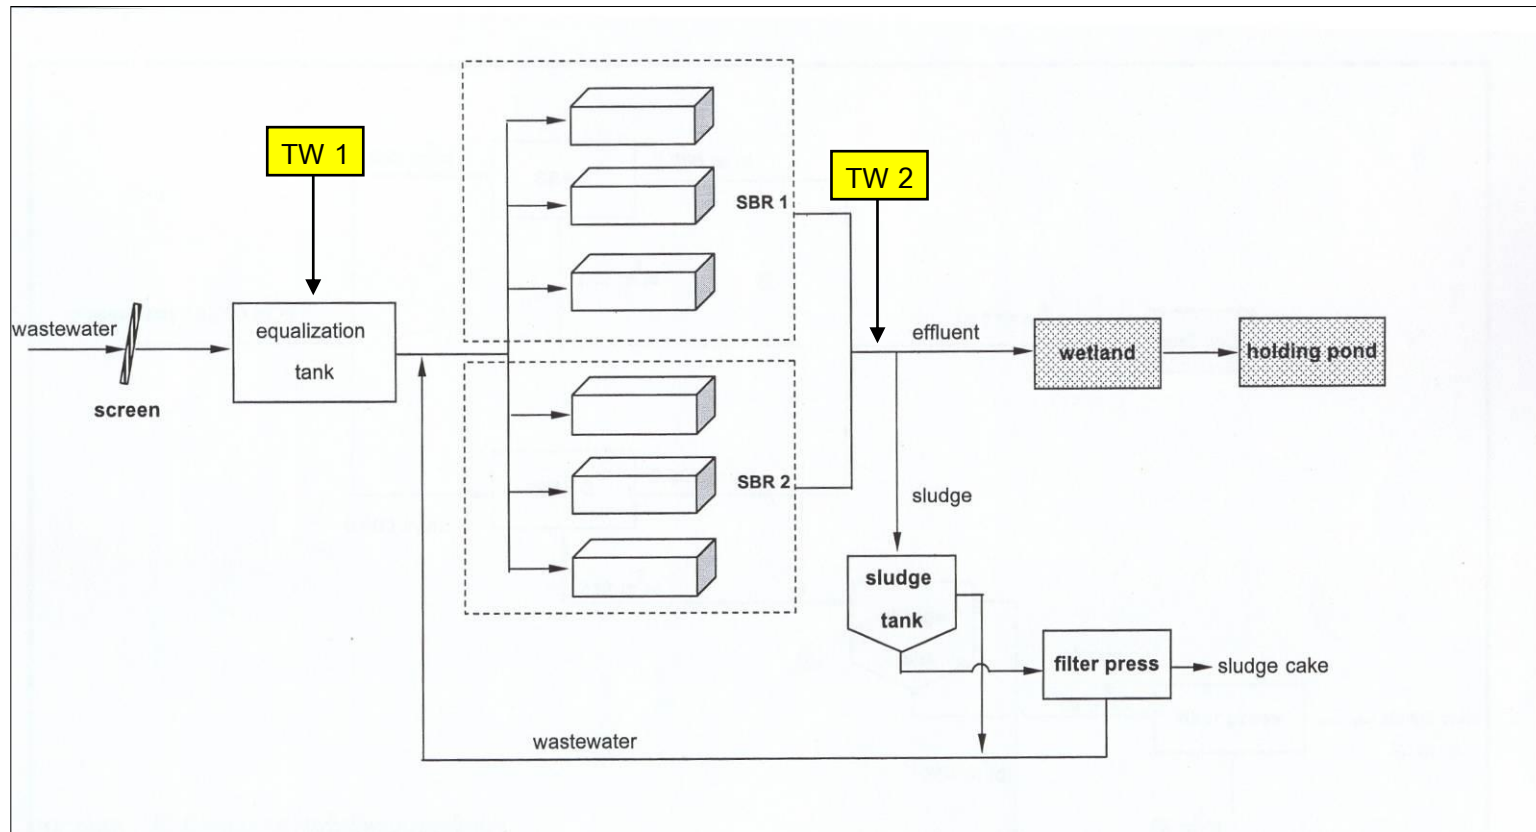 TW 1
TW 2
SBR 1
wastewater
equalization
tank
screen
effluent
wetland
holding pond
SBR 2
sludge
sludge
tank
filter press
sludge cake
wastewater